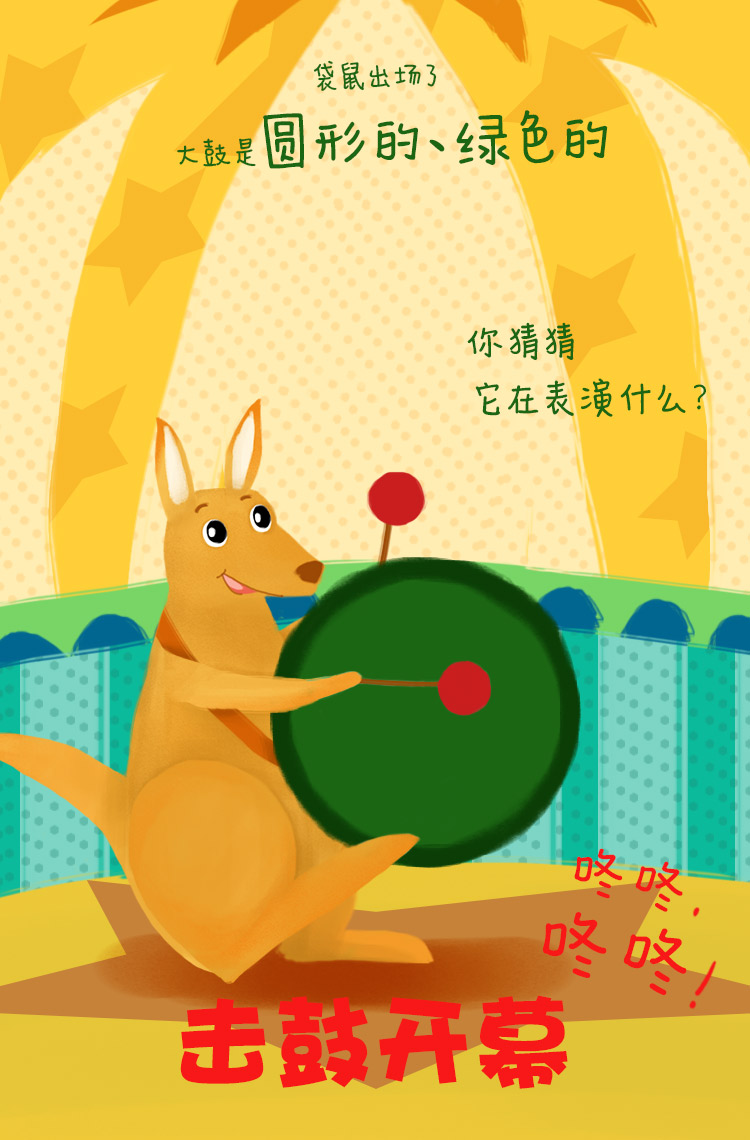 袋鼠出场了
大鼓是圆形的、绿色的
你猜猜
它在表演什么?
咚咚,
咚咚!
击鼓开幕